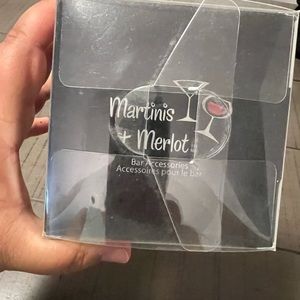 Martinis
+ Merlot
Bar Accessories
Accessoires pour le bar